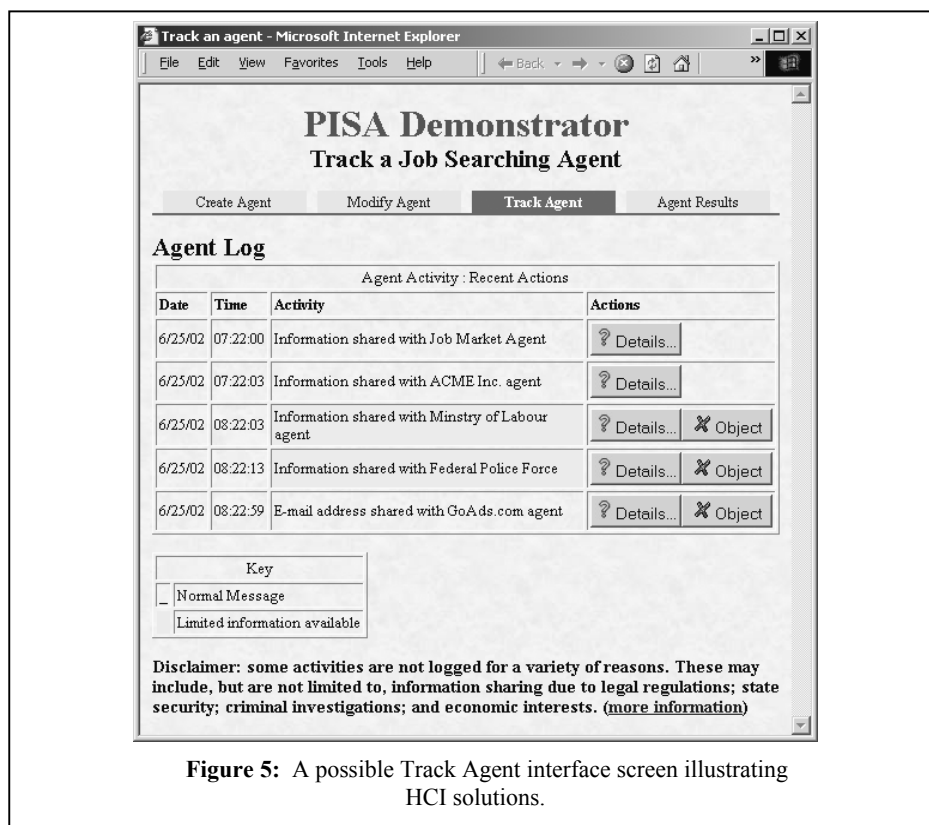 Track an agent - Microsoft Internet Explorer
File Edit View Favorites Tools Help Back »
PISA Demonstrator
Track a Job Searching Agent
Create Agent Modify Agent Track Agent Agent Results
Agent Log
Agent Activity : Recent Actions
Date Time Activity Actions
6/25/02 07:22:00 Information shared with Job Market Agent ? Details...
6/25/02 07:22:03 Information shared with ACME Inc. agent ? Details...
6/25/02 08:22:03 Information shared with Minstry of Labour
agent ? Details... Object
6/25/02 08:22:13 Information shared with Federal Police Force ? Details... Object
6/25/02 08:22:59 E-mail address shared with GoAds.com agent ? Details... Object
Key
_ Normal Message
Limited information available
Disclaimer: some activities are not logged for a variety of reasons. These may
include, but are not limited to, information sharing due to legal regulations; state
security; criminal investigations; and economic interests. (more information)
Figure 5: A possible Track Agent interface screen illustrating
HCI solutions.